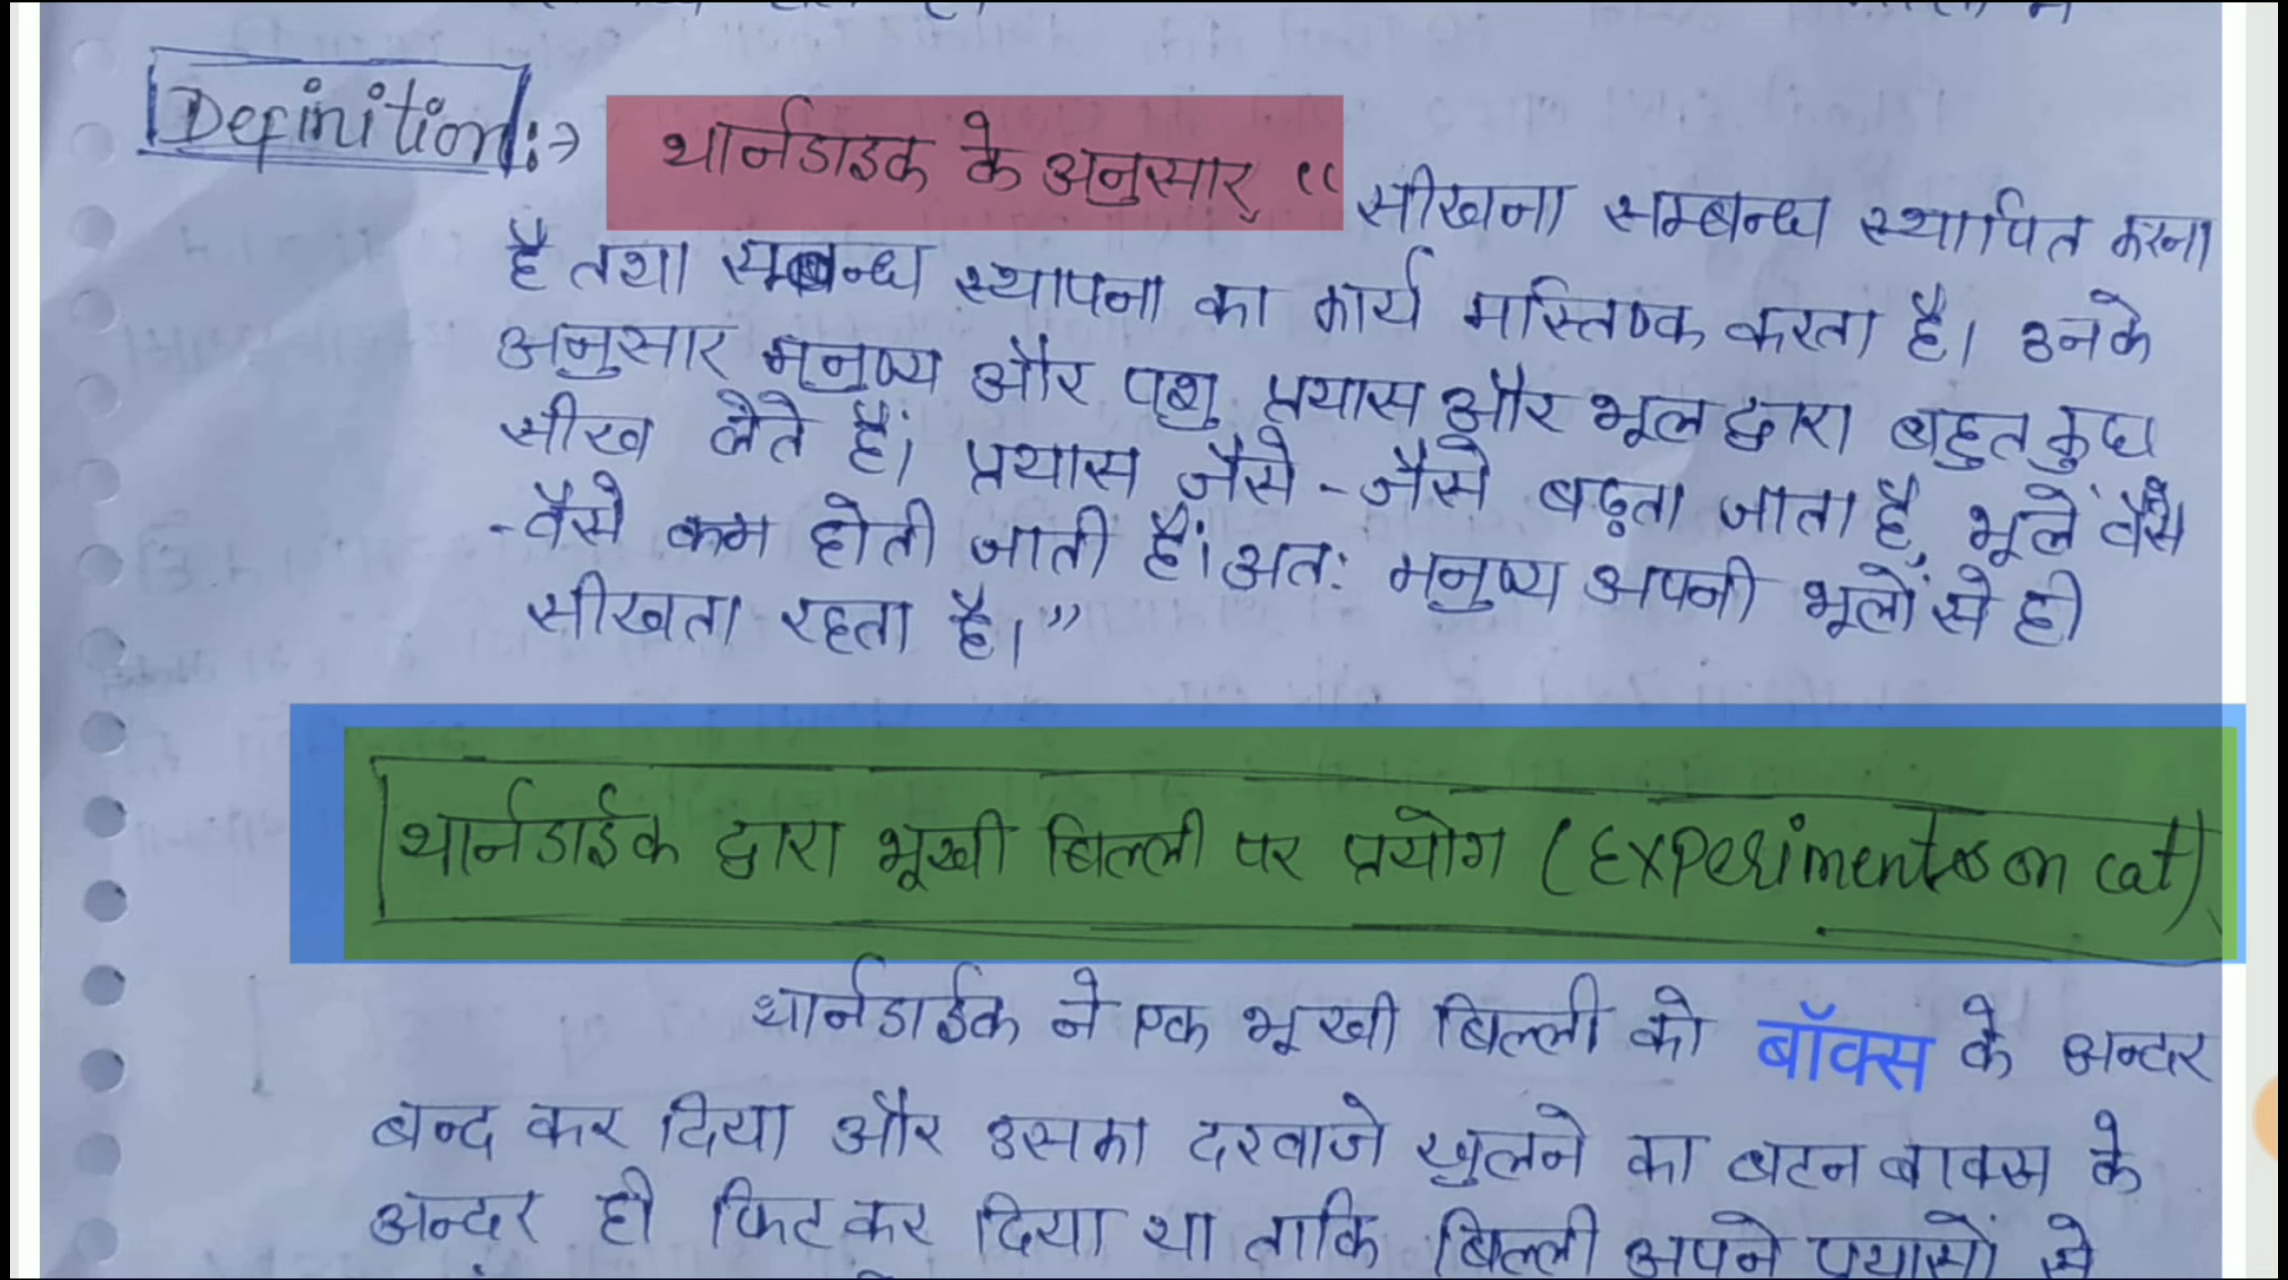 Definition :→ थार्नडाइक के अनुसार “ सीखना सम्बन्ध स्थापित करना
है तथा सम्बन्ध स्थापना का कार्य मस्तिष्क करता है। उनके
अनुसार मनुष्य और पशु प्रयास और भूल द्वारा बहुत कुछ
सीख लेते हैं। प्रयास जैसे - जैसे बढ़ता जाता है, भूलें वैसे
- वैसे कम होती जाती हैं। अतः मनुष्य अपनी भूलों से ही
सीखता रहता है।”
थार्नडाईक द्वारा भूखी बिल्ली पर प्रयोग (Experiments on cat)
थार्नडाईक ने एक भूखी बिल्ली को बॉक्स के अन्दर
बन्द कर दिया और उसका दरवाजे खुलने का बटन बाक्स के
अन्दर ही फिट कर दिया था ताकि बिल्ली अपने प्रयासों से